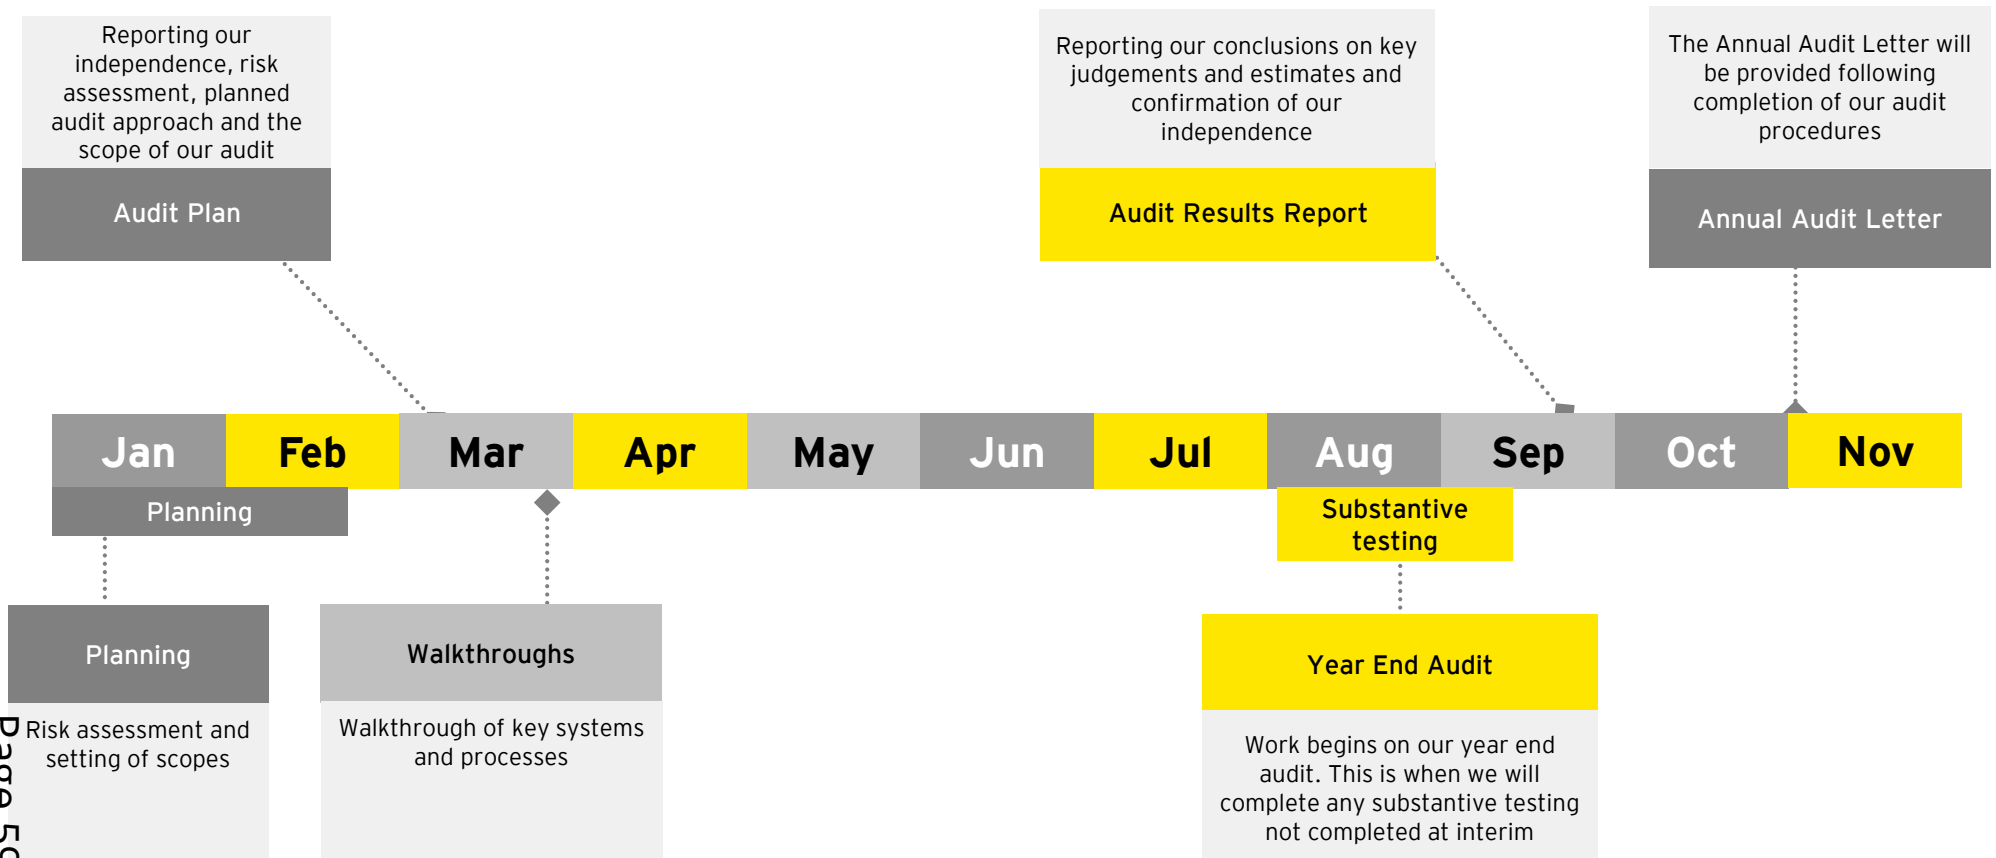 Reporting our
independence, risk
assessment, planned
audit approach and the
scope of our audit
Audit Plan
Reporting our conclusions on key
judgements and estimates and
confirmation of our
independence
Audit Results Report
The Annual Audit Letter will
be provided following
completion of our audit
procedures
Annual Audit Letter
Jan Feb Mar Apr May Jun Jul Aug Sep Oct Nov
Planning
Substantive
testing
Planning
Risk assessment and
setting of scopes
Walkthroughs
Walkthrough of key systems
and processes
Year End Audit
Work begins on our year end
audit. This is when we will
complete any substantive testing
not completed at interim
Page 59